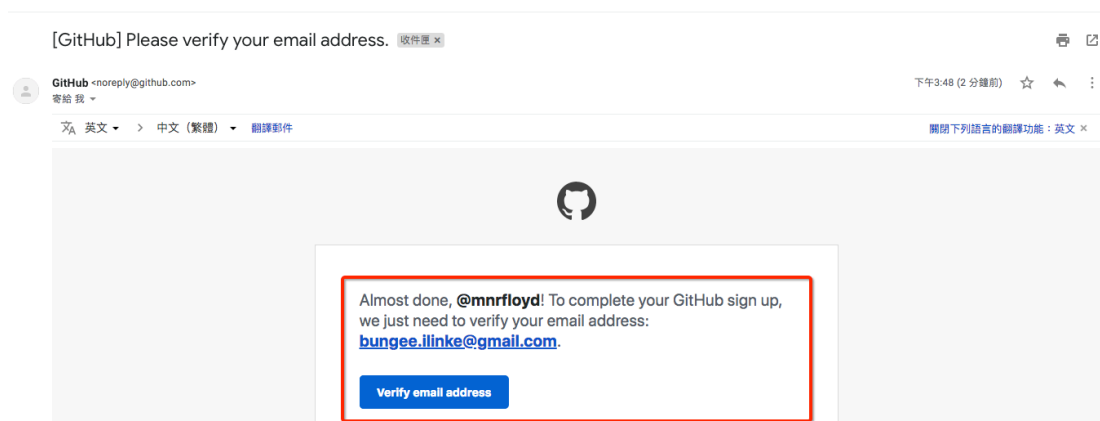 [GitHub] Please verify your email address. 收件匣 ×
GitHub <noreply@github.com>
下午3:48 (2 分鐘前)
寄給 我
英文 > 中文（繁體） 翻譯郵件
關閉下列語言的翻譯功能：英文 ×
Almost done, @mnrfloyd! To complete your GitHub sign up,
we just need to verify your email address:
bungee.ilinke@gmail.com.
Verify email address